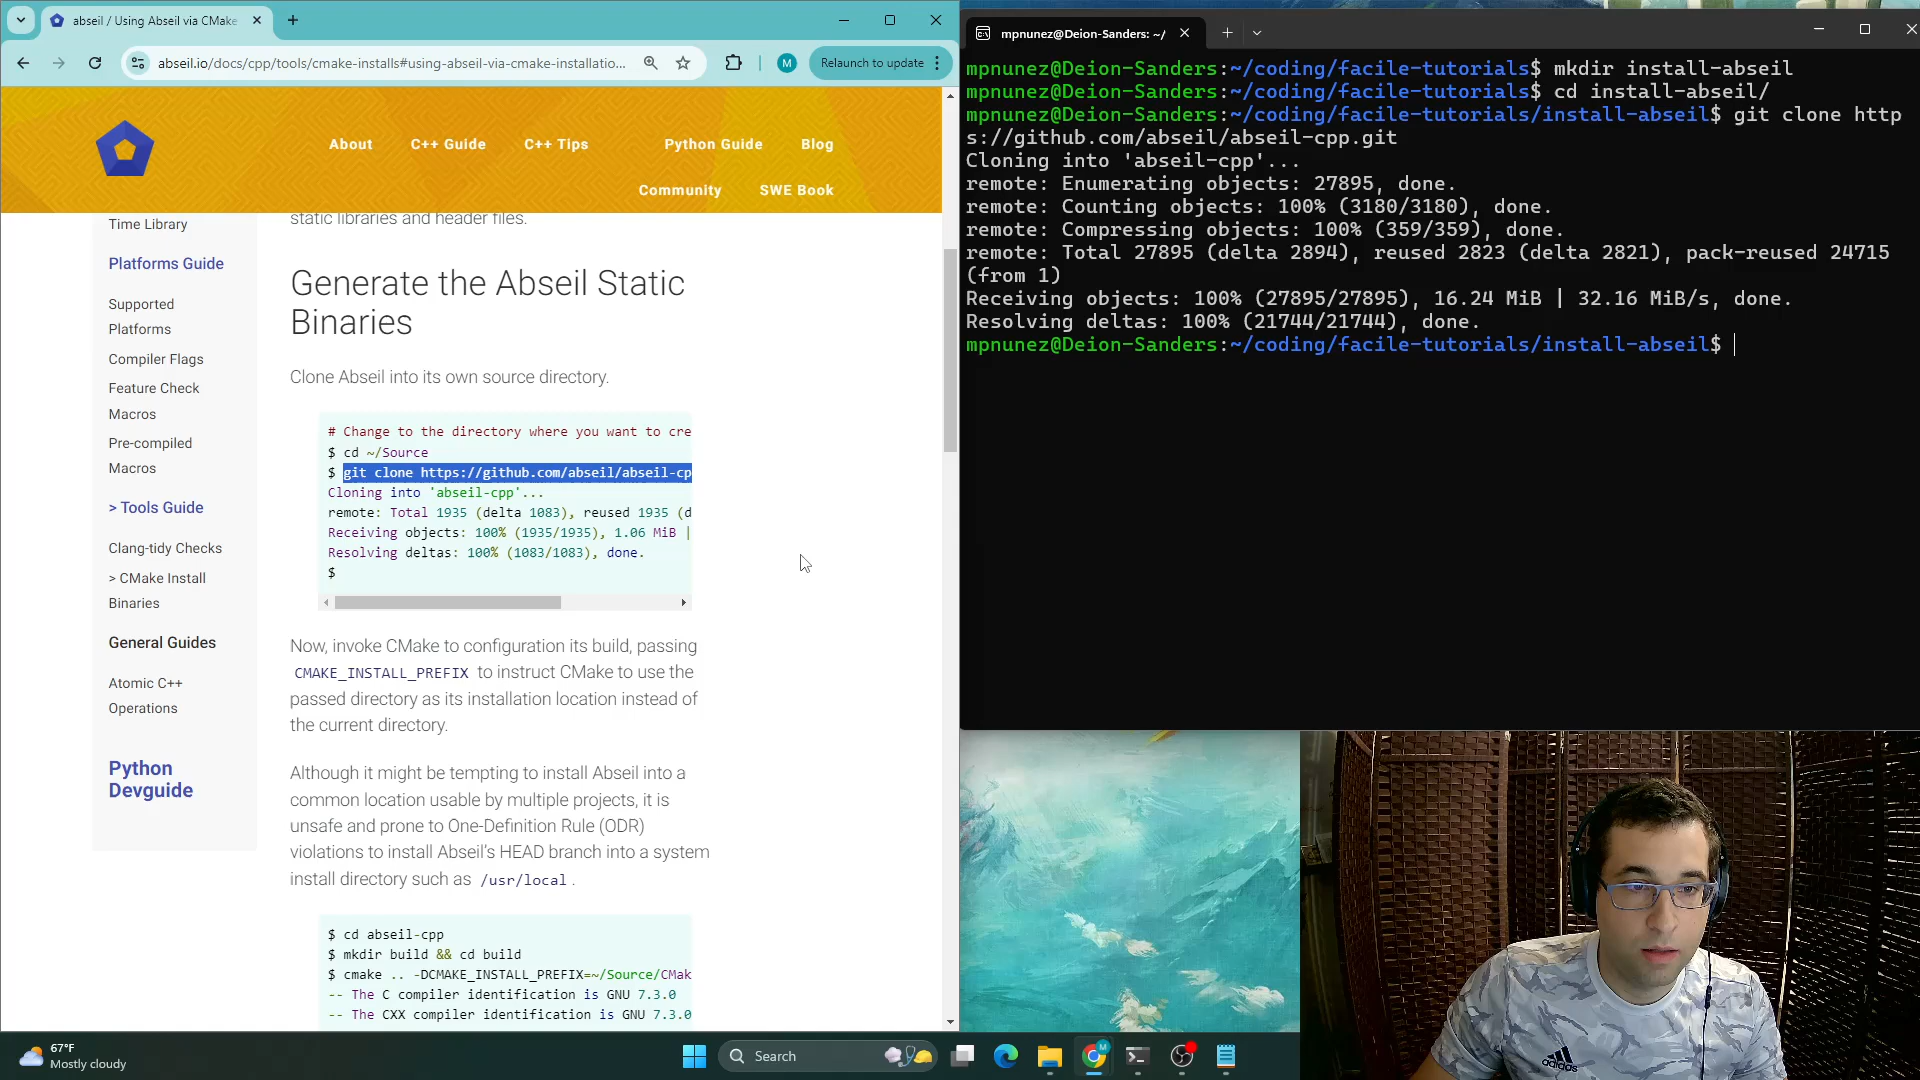 abseil / Using Abseil via CMake
abseil.io/docs/cpp/tools/cmake-installs#using-abseil-via-cmake-installatio...
M
Relaunch to update
About
C++ Guide
C++ Tips
Python Guide
Blog
Community
SWE Book
Time Library
Platforms Guide
Supported
Platforms
Compiler Flags
Feature Check
Macros
Pre-compiled
Macros
> Tools Guide
Clang-tidy Checks
> CMake Install
Binaries
General Guides
Atomic C++
Operations
Python
Devguide
static libraries and header files.
Generate the Abseil Static
Binaries
Clone Abseil into its own source directory.
# Change to the directory where you want to cre
$ cd ~/Source
$ git clone https://github.com/abseil/abseil-cp
Cloning into 'abseil-cpp'...
remote: Total 1935 (delta 1083), reused 1935 (d
Receiving objects: 100% (1935/1935), 1.06 MiB |
Resolving deltas: 100% (1083/1083), done.
$
Now, invoke CMake to configuration its build, passing
CMAKE_INSTALL_PREFIX to instruct CMake to use the
passed directory as its installation location instead of
the current directory.
Although it might be tempting to install Abseil into a
common location usable by multiple projects, it is
unsafe and prone to One-Definition Rule (ODR)
violations to install Abseil’s HEAD branch into a system
install directory such as /usr/local .
$ cd abseil-cpp
$ mkdir build && cd build
$ cmake .. -DCMAKE_INSTALL_PREFIX=~/Source/CMak
-- The C compiler identification is GNU 7.3.0
-- The CXX compiler identification is GNU 7.3.0
mpnunez@Deion-Sanders: ~/
mpnunez@Deion-Sanders:~/coding/facile-tutorials$ mkdir install-abseil
mpnunez@Deion-Sanders:~/coding/facile-tutorials$ cd install-abseil/
mpnunez@Deion-Sanders:~/coding/facile-tutorials/install-abseil$ git clone http
s://github.com/abseil/abseil-cpp.git
Cloning into 'abseil-cpp'...
remote: Enumerating objects: 27895, done.
remote: Counting objects: 100% (3180/3180), done.
remote: Compressing objects: 100% (359/359), done.
remote: Total 27895 (delta 2894), reused 2823 (delta 2821), pack-reused 24715
(from 1)
Receiving objects: 100% (27895/27895), 16.24 MiB | 32.16 MiB/s, done.
Resolving deltas: 100% (21744/21744), done.
mpnunez@Deion-Sanders:~/coding/facile-tutorials/install-abseil$
adidas
67°F
Mostly cloudy
Search
M